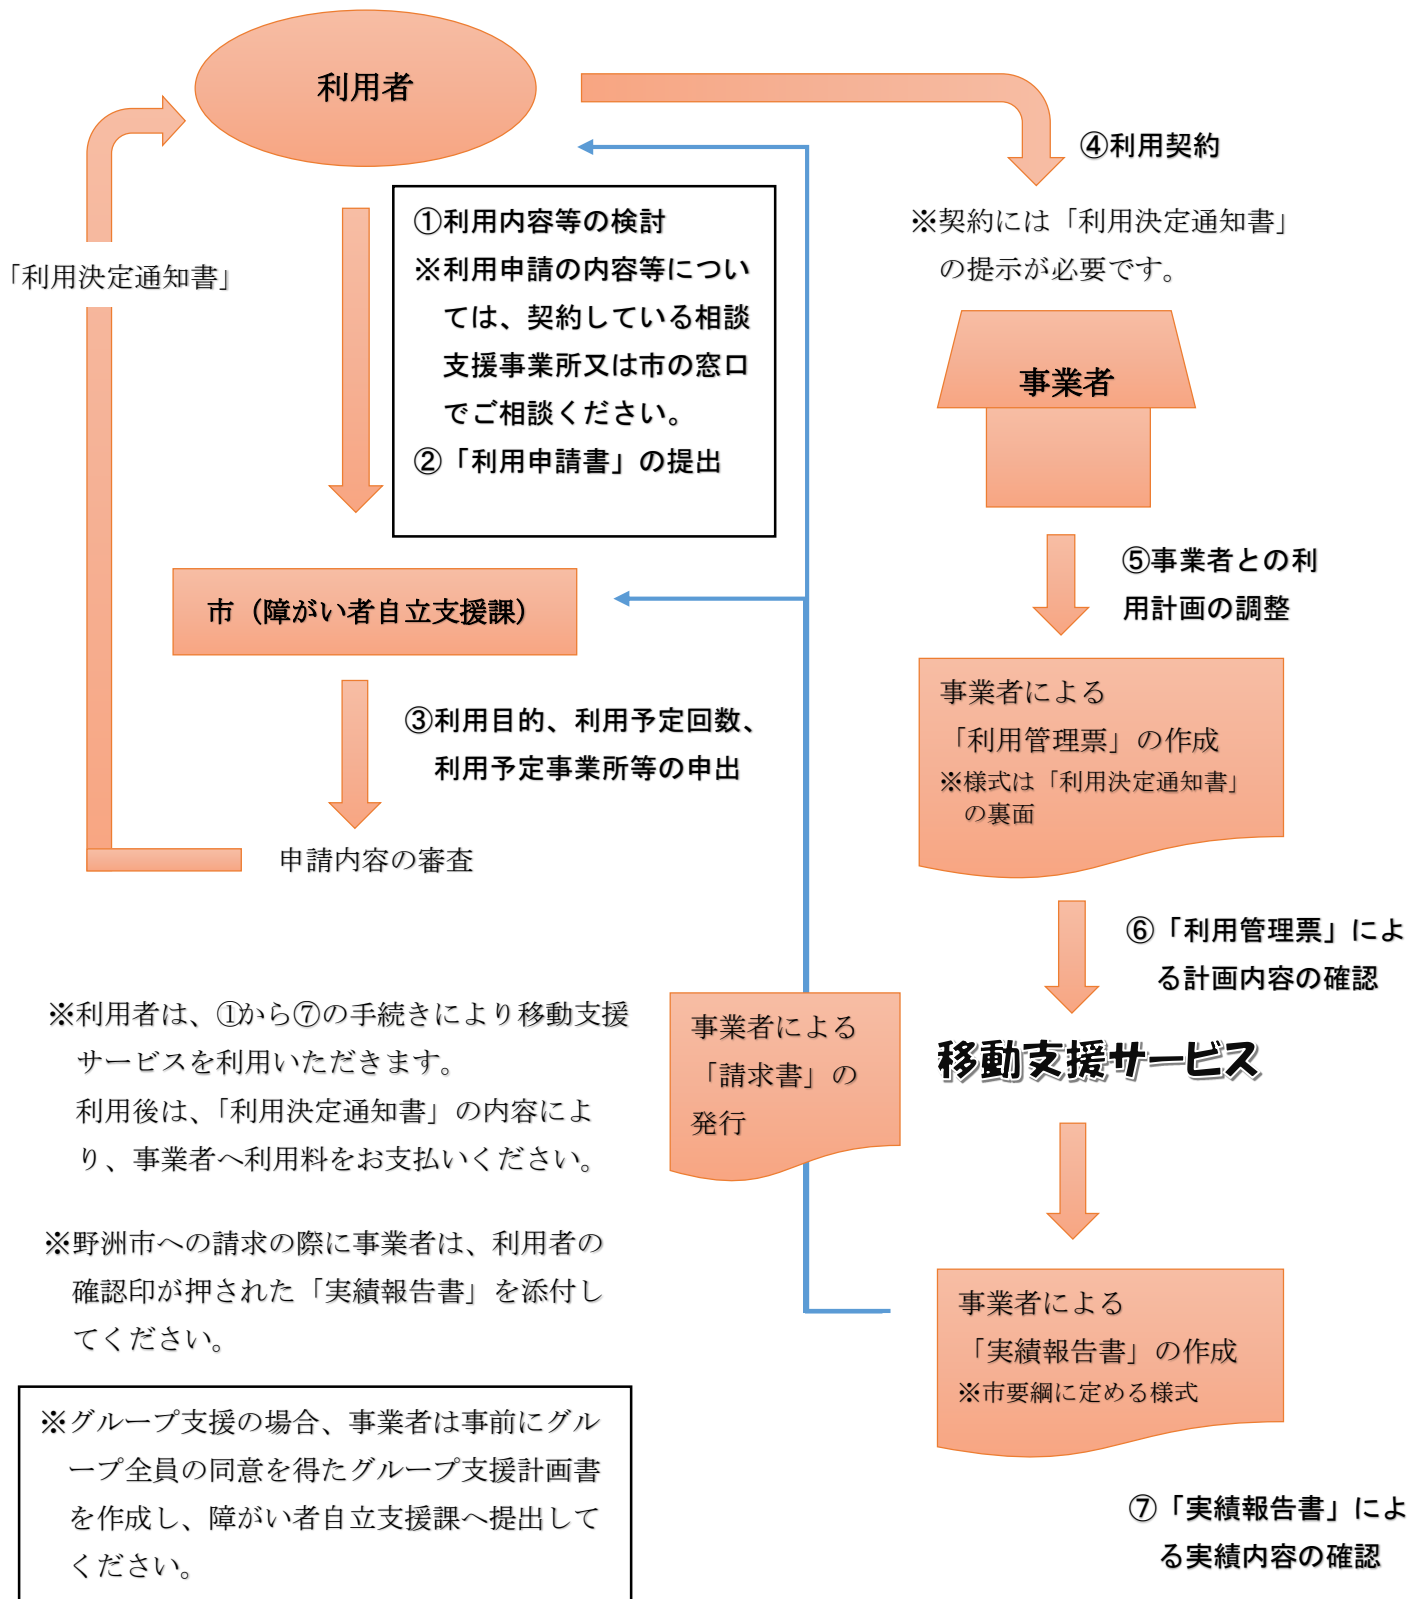 利用者
④利用契約
※契約には「利用決定通知書」
の提示が必要です。
①利用内容等の検討
※利用申請の内容等につい
ては、契約している相談
支援事業所又は市の窓口
でご相談ください。
②「利用申請書」の提出
「利用決定通知書」
事業者
⑤事業者との利
用計画の調整
市（障がい者自立支援課）
③利用目的、利用予定回数、
利用予定事業所等の申出
申請内容の審査
事業者による
「利用管理票」の作成
※様式は「利用決定通知書」
の裏面
⑥「利用管理票」によ
る計画内容の確認
移動支援サービス
※利用者は、①から⑦の手続きにより移動支援
サービスを利用いただきます。
利用後は、「利用決定通知書」の内容によ
り、事業者へ利用料をお支払いください。
事業者による
「請求書」の
発行
※野洲市への請求の際に事業者は、利用者の
確認印が押された「実績報告書」を添付し
てください。
事業者による
「実績報告書」の作成
※市要綱に定める様式
※グループ支援の場合、事業者は事前にグル
ープ全員の同意を得たグループ支援計画書
を作成し、障がい者自立支援課へ提出して
ください。
⑦「実績報告書」によ
る実績内容の確認